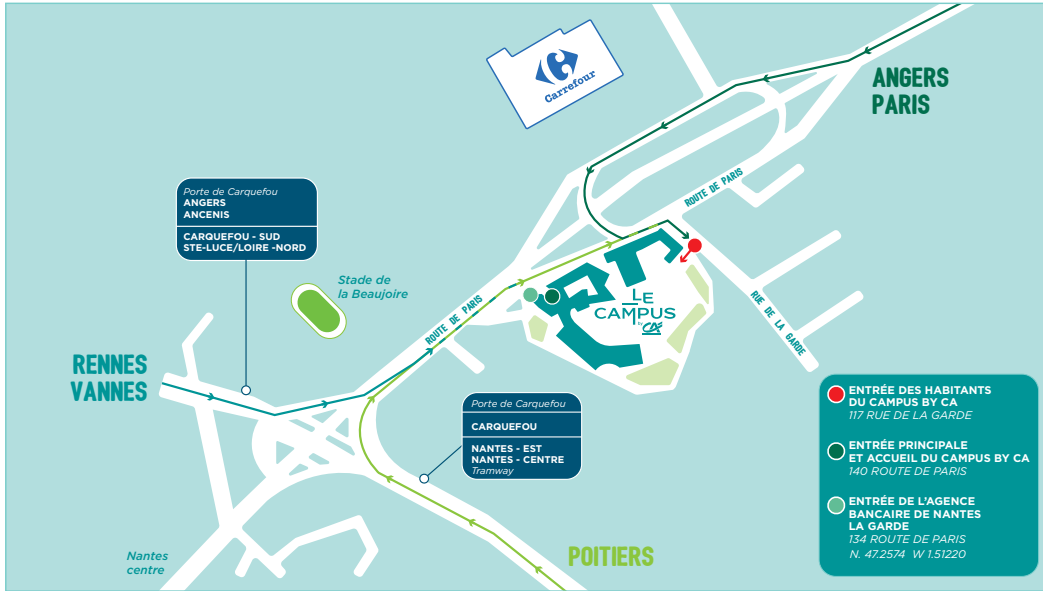 Carrefour
ANGERS
PARIS
ROUTE DE PARIS
Porte de Carquefou
ANGERS
ANCENIS
CARQUEFOU - SUD
STE-LUCE/LOIRE -NORD
Stade de
la Beaujoire
ROUTE DE PARIS
LE
CAMPUS
by CA
RUE DE LA GARDE
RENNES
VANNES
Porte de Carquefou
CARQUEFOU
NANTES - EST
NANTES - CENTRE
Tramway
ENTRÉE DES HABITANTS
DU CAMPUS BY CA
117 RUE DE LA GARDE
ENTRÉE PRINCIPALE
ET ACCUEIL DU CAMPUS BY CA
140 ROUTE DE PARIS
ENTRÉE DE L'AGENCE
BANCAIRE DE NANTES
LA GARDE
134 ROUTE DE PARIS
N. 47.2574 W 1.51220
POITIERS
Nantes
centre